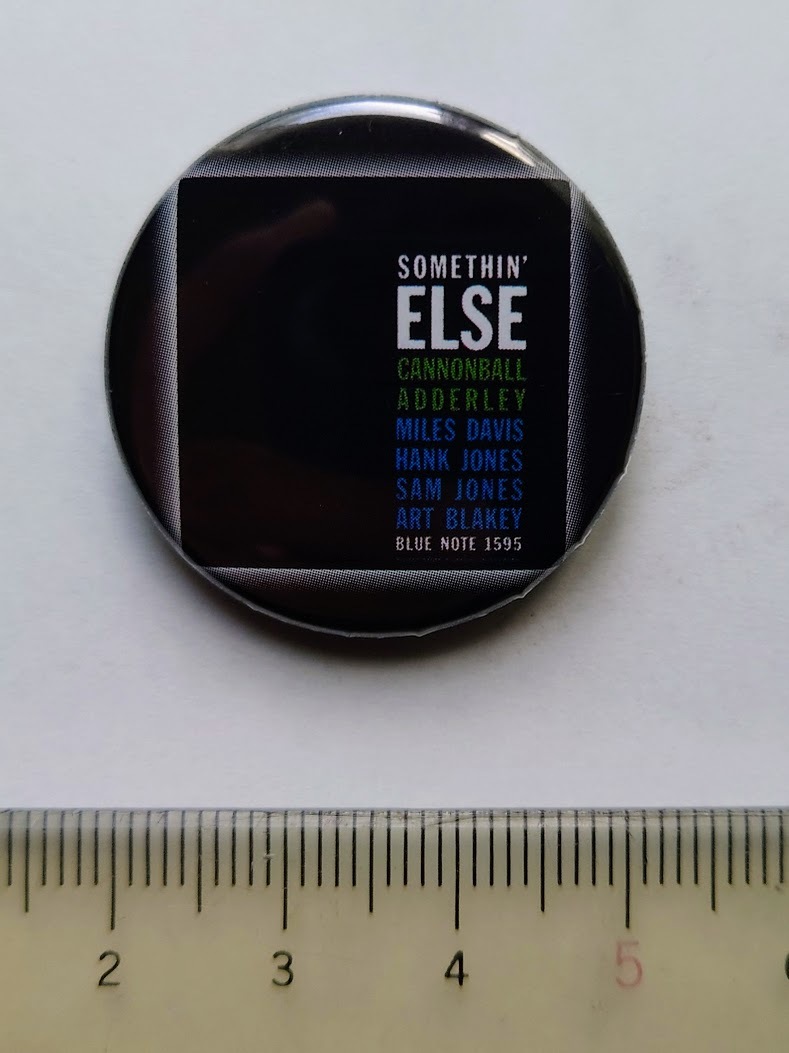 SOMETHIN'
ELSE
CANNONBALL
ADDERLEY
MILES DAVIS
HANK JONES
SAM JONES
ART BLAKEY
BLUE NOTE 1595
2 3 4 5